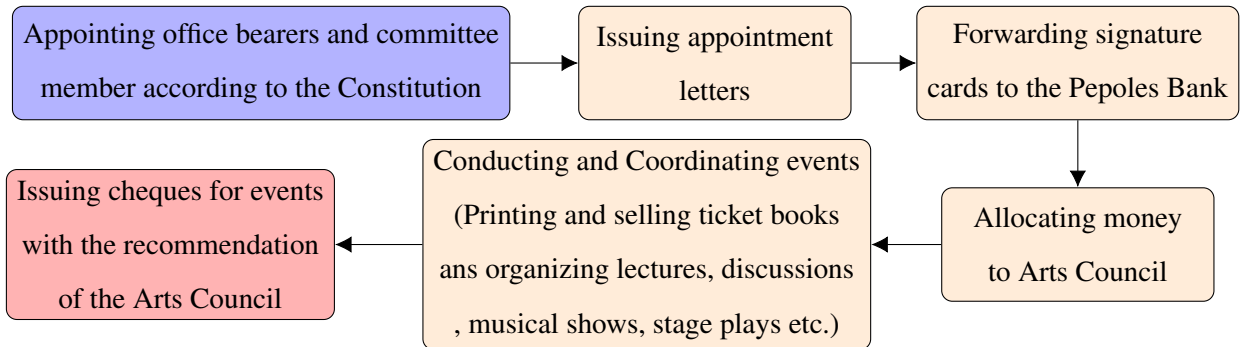 Appointing office bearers and committee
member according to the Constitution
Issuing appointment
letters
Forwarding signature
cards to the Pepoles Bank
Allocating money
to Arts Council
Conducting and Coordinating events
(Printing and selling ticket books
ans organizing lectures, discussions
, musical shows, stage plays etc.)
Issuing cheques for events
with the recommendation
of the Arts Council